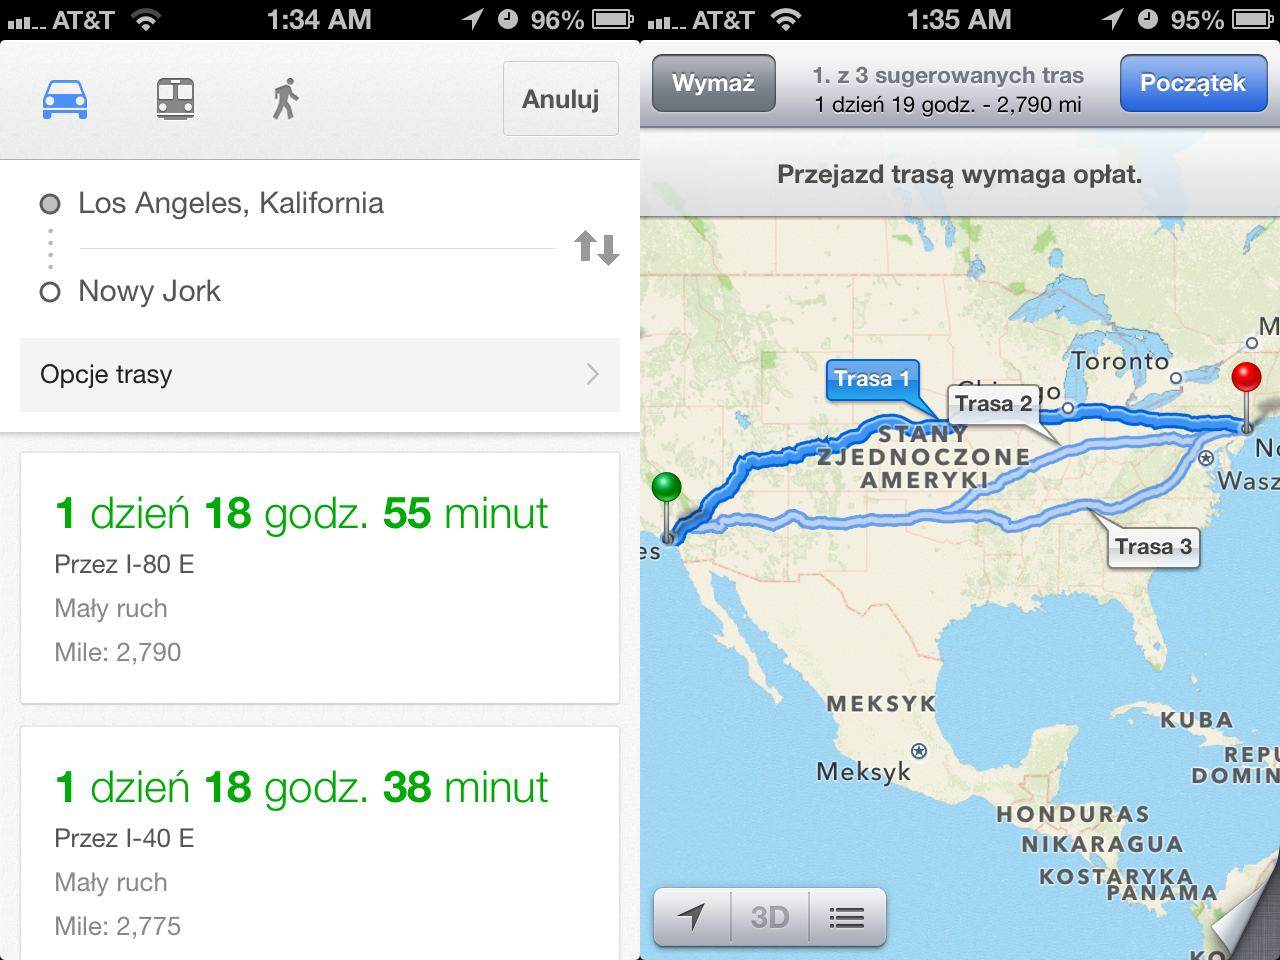 AT&T 1:34 AM 96%
Anuluj
Los Angeles, Kalifornia
Nowy Jork
Opcje trasy
1 dzień 18 godz. 55 minut
Przez I-80 E
Mały ruch
Mile: 2,790
1 dzień 18 godz. 38 minut
Przez I-40 E
Mały ruch
Mile: 2,775
AT&T 1:35 AM 95%
Wymaż
1. z 3 sugerowanych tras
1 dzień 19 godz. - 2,790 mi
Początek
Przejazd trasą wymaga opłat.
M
Toronto
Trasa 1
Trasa 2
STANY
ZJEDNOCZONE
AMERYKI
No
Wasz
es
Trasa 3
MEKSYK
Meksyk
KUBA
REPU
DOMIN
HONDURAS
NIKARAGUA
KOSTARYKA
PANAMA
3D